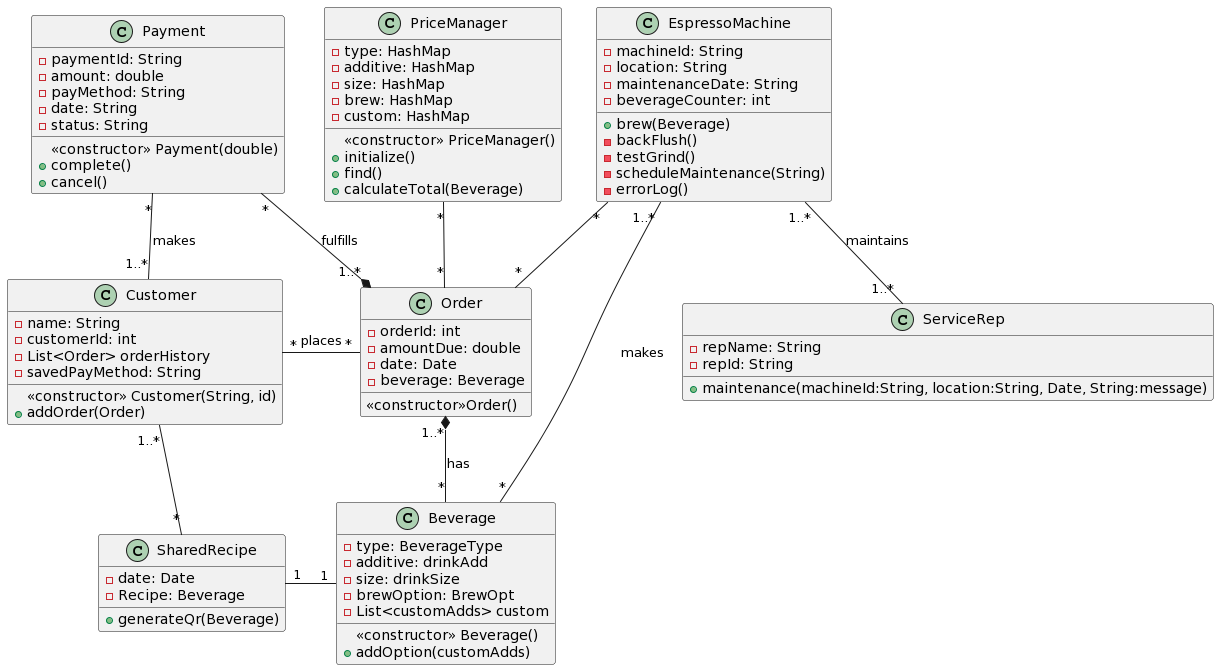 C Payment
paymentId: String
amount: double
payMethod: String
date: String
status: String
«constructor» Payment(double)
complete()
cancel()
C PriceManager
type: HashMap
additive: HashMap
size: HashMap
brew: HashMap
custom: HashMap
«constructor» PriceManager()
initialize()
find()
calculateTotal(Beverage)
C EspressoMachine
machineId: String
location: String
maintenanceDate: String
beverageCounter: int
brew(Beverage)
backFlush()
testGrind()
scheduleMaintenance(String)
errorLog()
*
makes
1..*
*
fulfills
1..*
*
*
*
*
1..*
makes
*
1..*
maintains
1..*
C Customer
name: String
customerId: int
List<Order> orderHistory
savedPayMethod: String
«constructor» Customer(String, id)
addOrder(Order)
* places *
C Order
orderId: int
amountDue: double
date: Date
beverage: Beverage
«constructor»Order()
C ServiceRep
repName: String
repId: String
maintenance(machineId:String, location:String, Date, String:message)
1..*
*
1..*
has
*
C SharedRecipe
date: Date
Recipe: Beverage
generateQr(Beverage)
1 1
C Beverage
type: BeverageType
additive: drinkAdd
size: drinkSize
brewOption: BrewOpt
List<customAdds> custom
«constructor» Beverage()
addOption(customAdds)